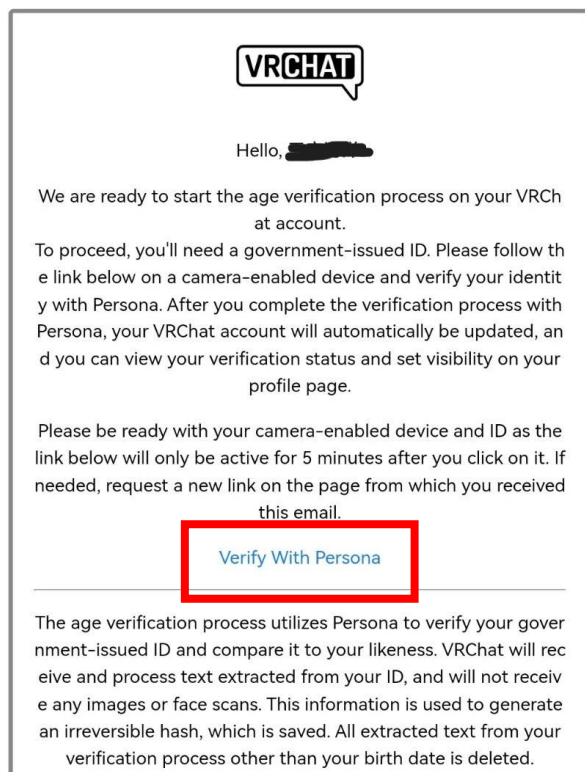 VRCHAT
Hello,
We are ready to start the age verification process on your VRCh
at account.
To proceed, you'll need a government-issued ID. Please follow th
e link below on a camera-enabled device and verify your identit
y with Persona. After you complete the verification process with
Persona, your VRChat account will automatically be updated, an
d you can view your verification status and set visibility on your
profile page.
Please be ready with your camera-enabled device and ID as the
link below will only be active for 5 minutes after you click on it. If
needed, request a new link on the page from which you received
this email.
Verify With Persona
The age verification process utilizes Persona to verify your gover
nment-issued ID and compare it to your likeness. VRChat will rec
eive and process text extracted from your ID, and will not receiv
e any images or face scans. This information is used to generate
an irreversible hash, which is saved. All extracted text from your
verification process other than your birth date is deleted.